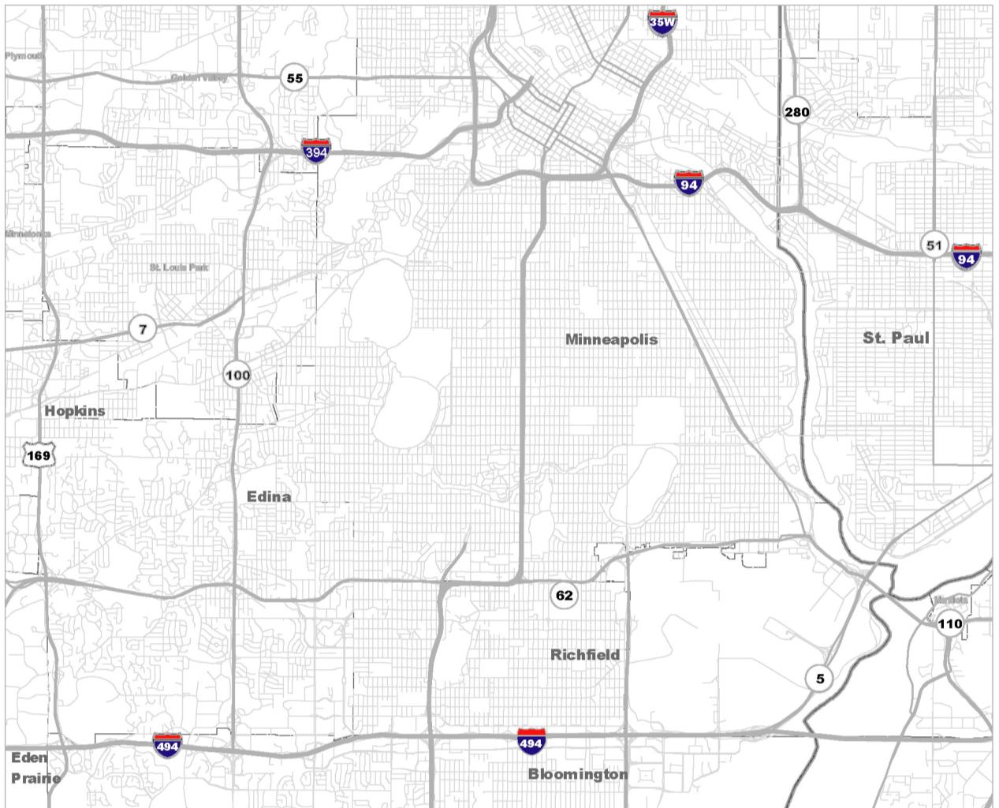 35W
Plymouth
Golden Valley
55
280
394
94
Minnetonka
51
94
St. Louis Park
7
Minneapolis
St. Paul
100
Hopkins
169
Edina
62
Mendota
110
Richfield
5
494
494
Eden
Prairie
Bloomington